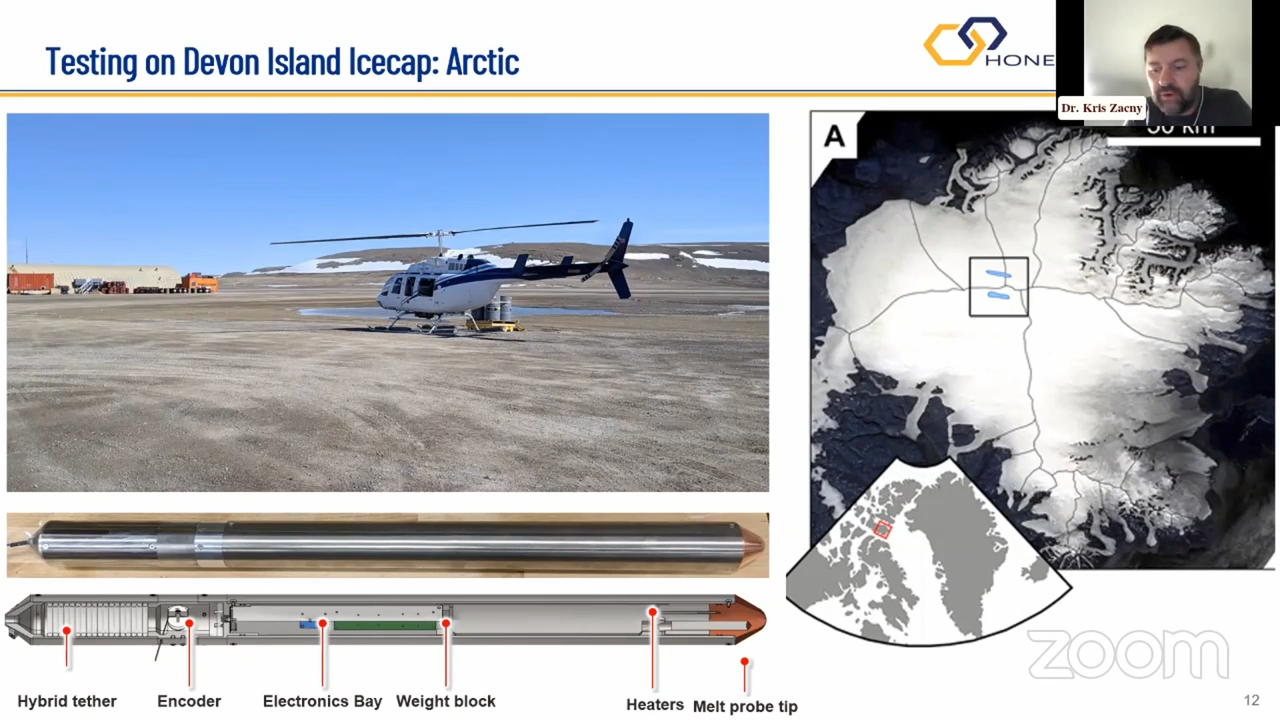 Testing on Devon Island Icecap: Arctic
HONE
Dr. Kris Zacny
A
Hybrid tether
Encoder
Electronics Bay
Weight block
Heaters
Melt probe tip
zoom
12